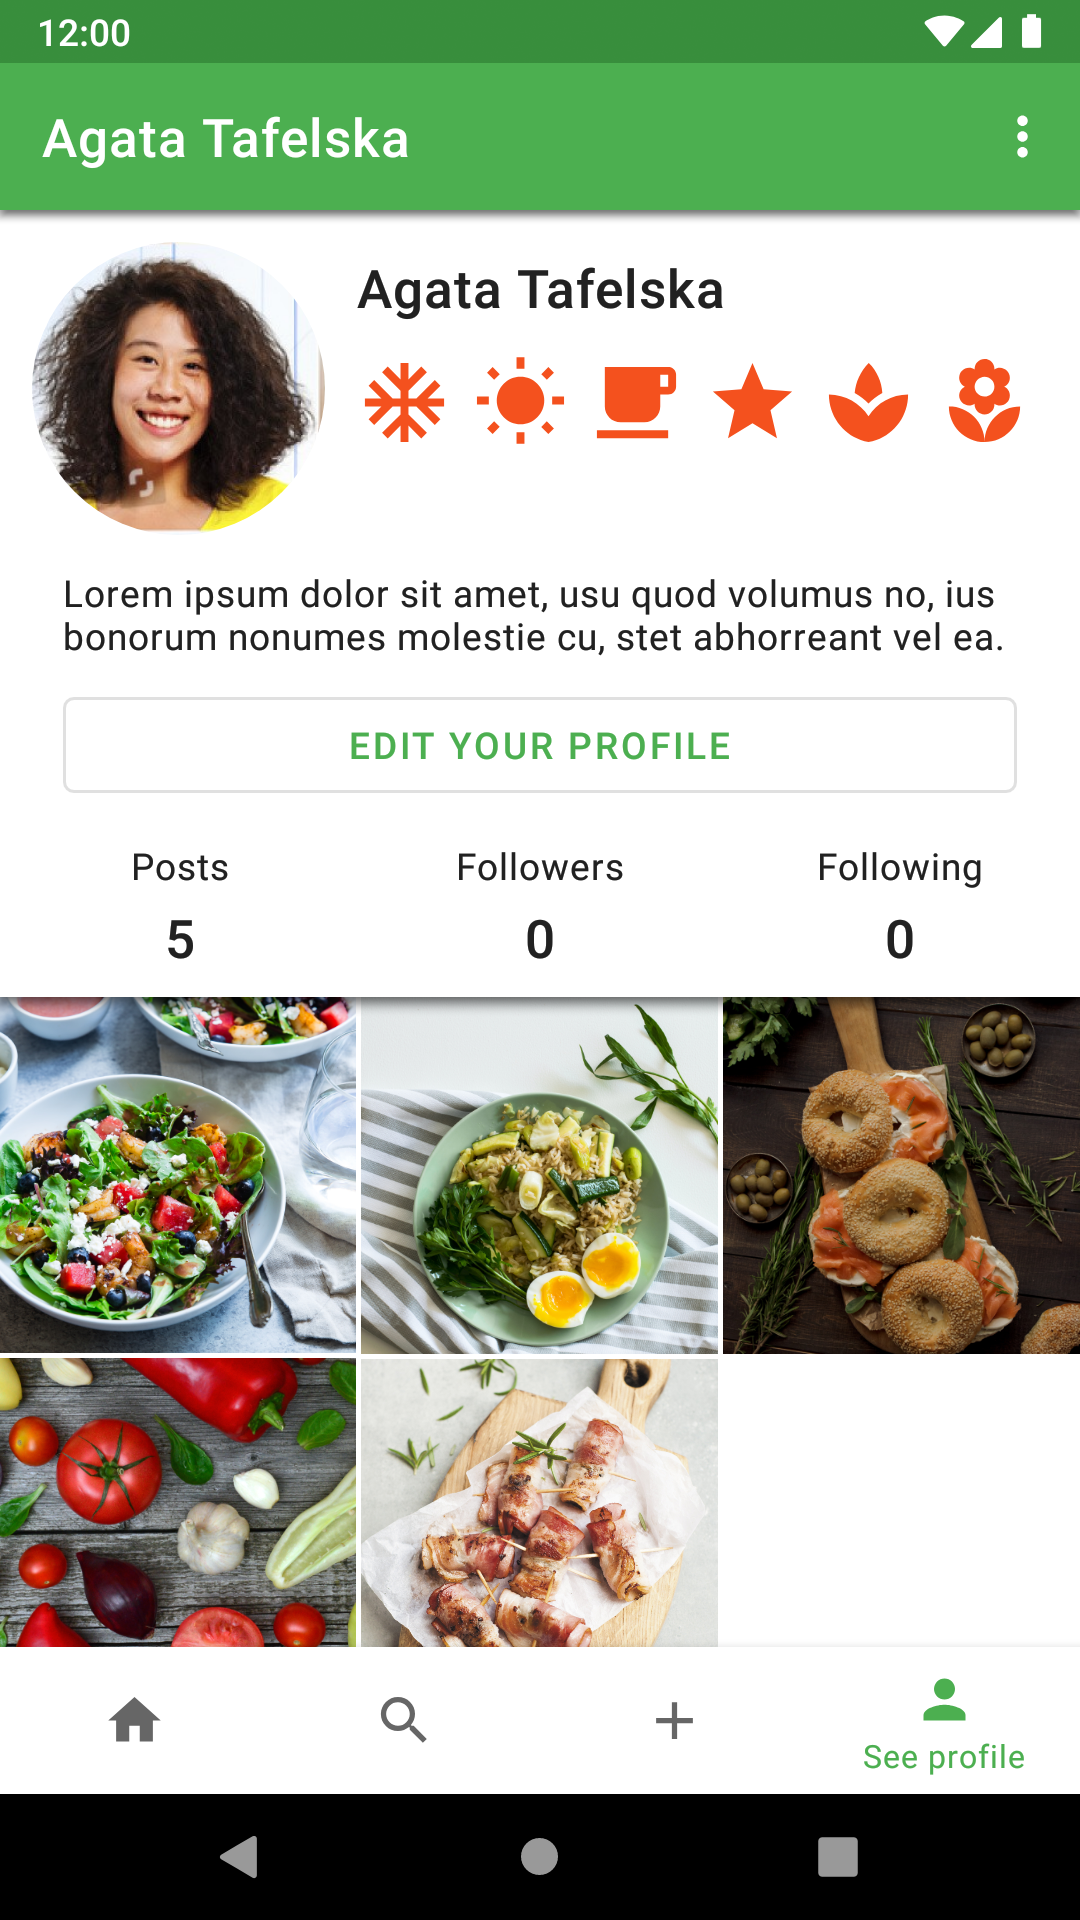 12:00
Agata Tafelska
Agata Tafelska
Lorem ipsum dolor sit amet, usu quod volumus no, ius
bonorum nonumes molestie cu, stet abhorreant vel ea.
EDIT YOUR PROFILE
Posts Followers Following
5 0 0
See profile